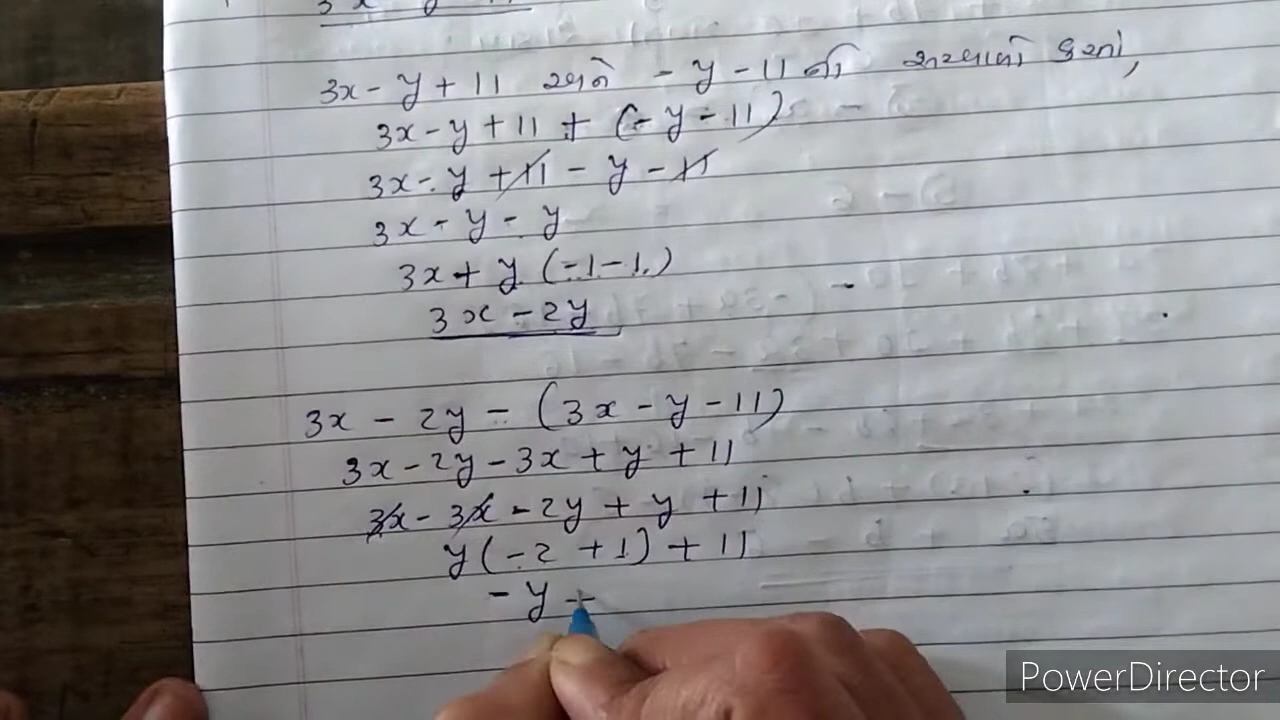 3x - y + 11 અને - y - 11 ની સરવાળો કરતાં,
3x - y + 11 + (- y - 11)
3x - y + 11 - y - 11
3x - y - y
3x + y (-1 - 1)
3x - 2y
3x - 2y - (3x - y - 11)
3x - 2y - 3x + y + 11
3x - 3x - 2y + y + 11
y (-2 + 1) + 11
- y +
PowerDirector